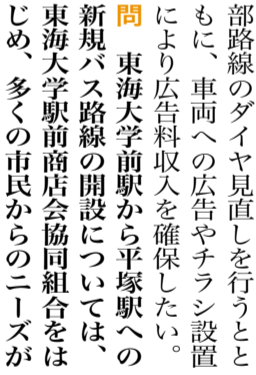 部路線のダイヤ見直しを行うとと
もに、車両への広告やチラシ設置
により広告料収入を確保したい。
問　東海大学前駅から平塚駅への
新規バス路線の開設については、
東海大学駅前商店会協同組合をは
じめ、多くの市民からのニーズが